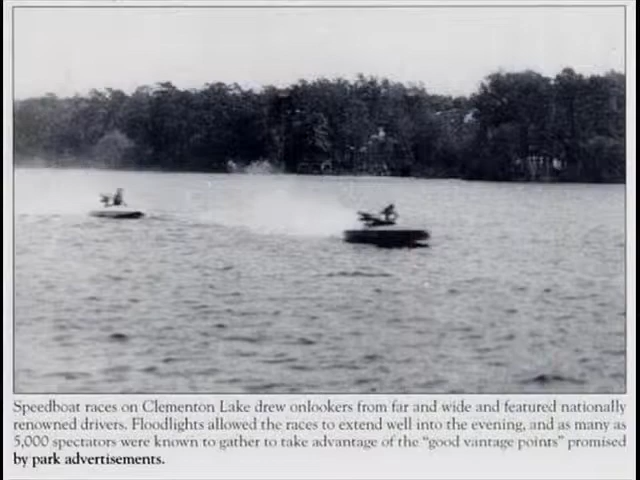 Speedboat races on Clementon Lake drew onlookers from far and wide and featured nationally
renowned drivers. Floodlights allowed the races to extend well into the evening, and as many as
5,000 spectators were known to gather to take advantage of the "good vantage points" promised
by park advertisements.